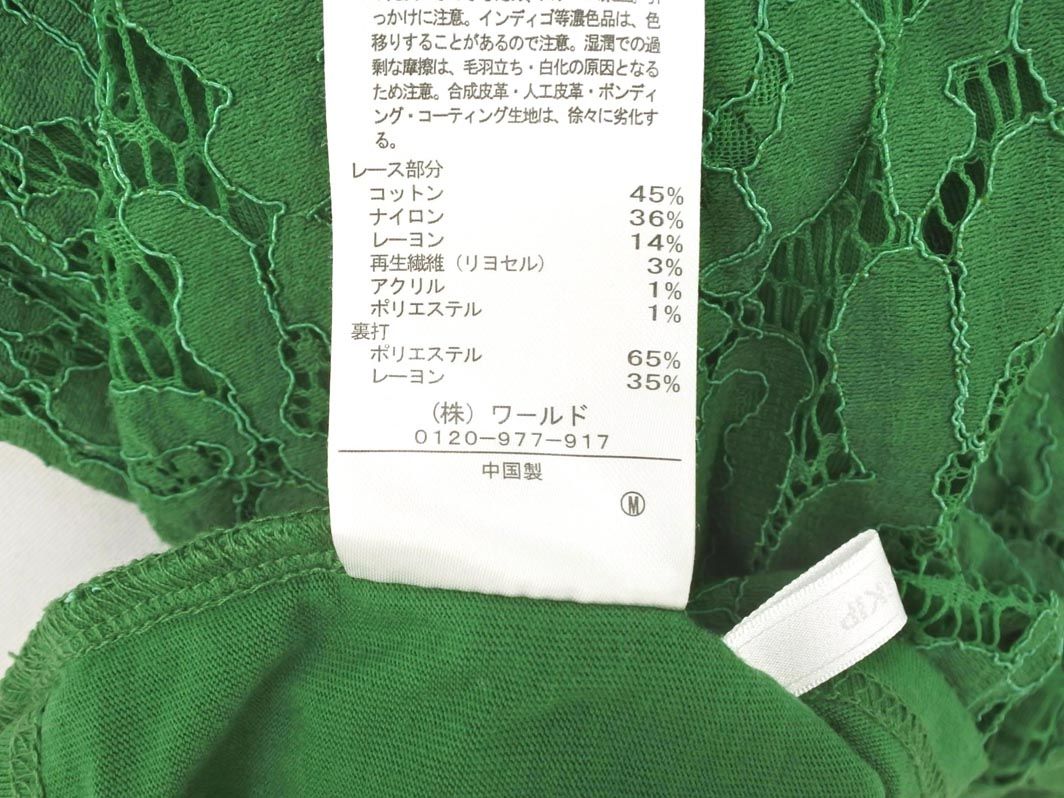 っかけに注意。インディゴ等濃色品は、色
移りすることがあるので注意。湿潤での過
剰な摩擦は、毛羽立ち・白化の原因となる
ため注意。合成皮革・人工皮革・ボンディ
ング・コーティング生地は、徐々に劣化す
る。
レース部分
コットン 45%
ナイロン 36%
レーヨン 14%
再生繊維（リヨセル） 3%
アクリル 1%
ポリエステル 1%
裏打
ポリエステル 65%
レーヨン 35%
（株）ワールド
0120-977-917
中国製
Ⓜ